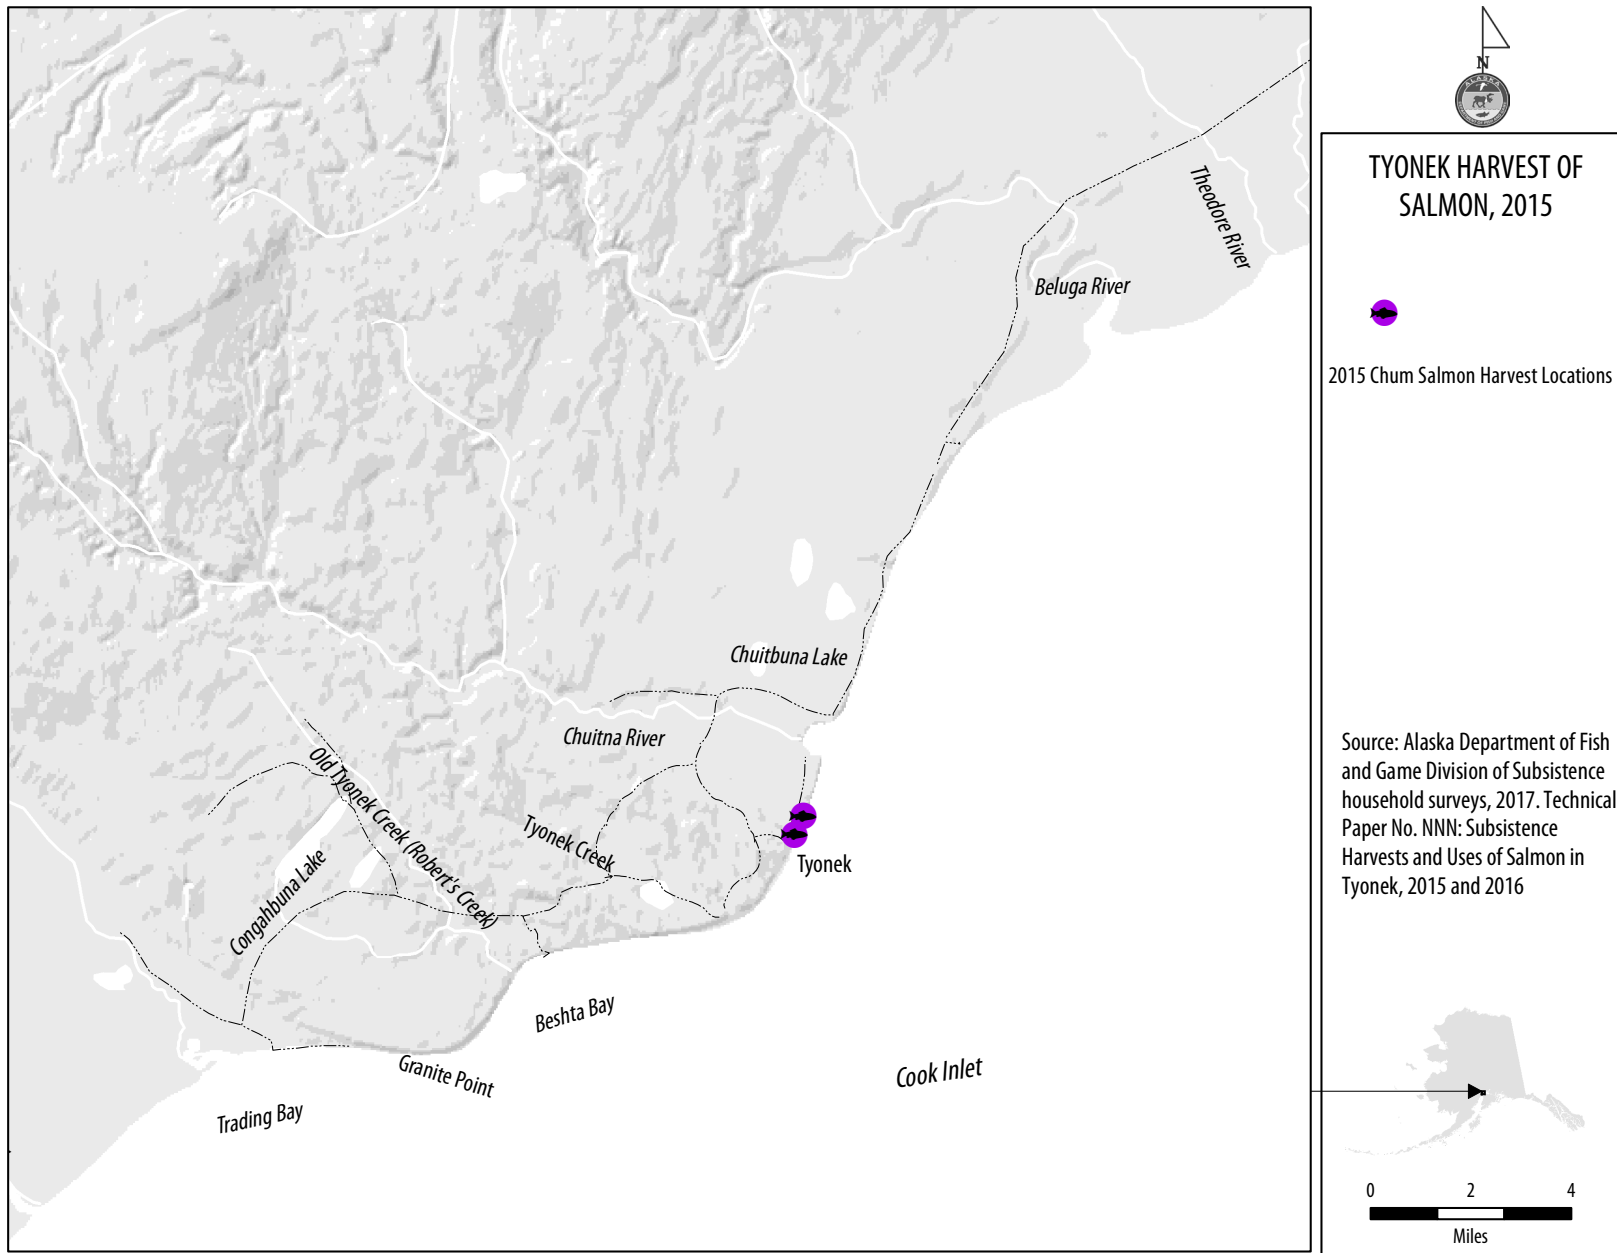 N
ALASKA
TYONEK HARVEST OF
SALMON, 2015
2015 Chum Salmon Harvest Locations
Source: Alaska Department of Fish
and Game Division of Subsistence
household surveys, 2017. Technical
Paper No. NNN: Subsistence
Harvests and Uses of Salmon in
Tyonek, 2015 and 2016
0 2 4
Miles
Theodore River
Beluga River
Chuitbuna Lake
Chuitna River
Old Tyonek Creek (Robert's Creek)
Tyonek Creek
Tyonek
Congahbuna Lake
Beshta Bay
Granite Point
Cook Inlet
Trading Bay